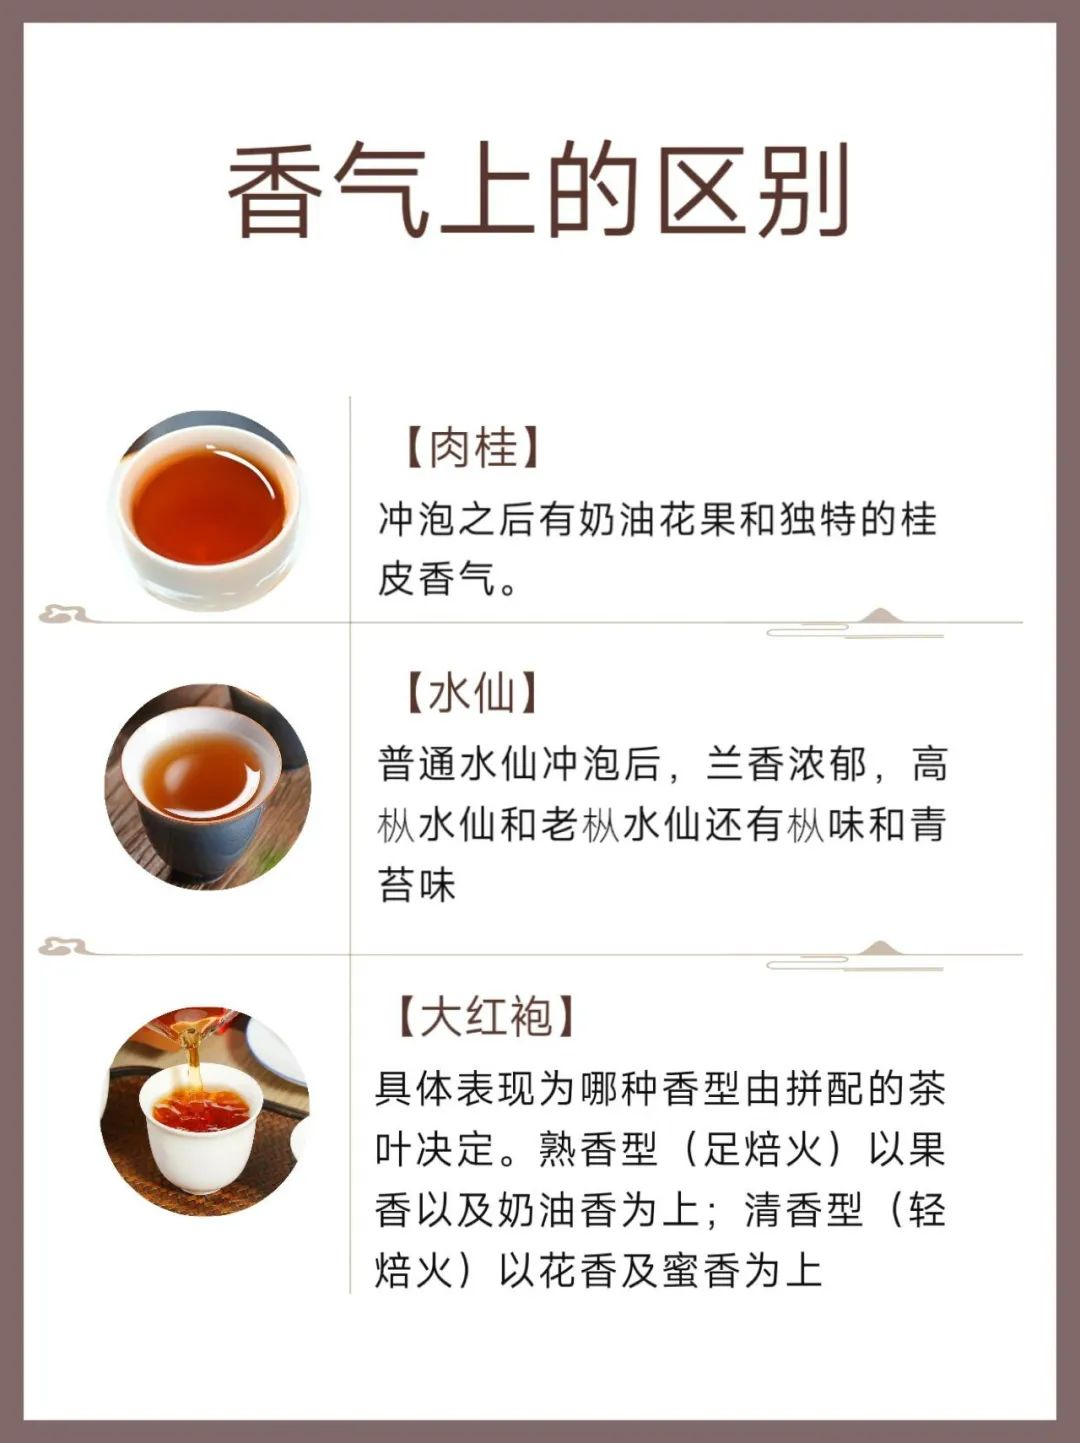 香气上的区别
【肉桂】
冲泡之后有奶油花果和独特的桂
皮香气。
【水仙】
普通水仙冲泡后，兰香浓郁，高
枞水仙和老枞水仙还有枞味和青
苔味
【大红袍】
具体表现为哪种香型由拼配的茶
叶决定。熟香型（足焙火）以果
香以及奶油香为上；清香型（轻
焙火）以花香及蜜香为上